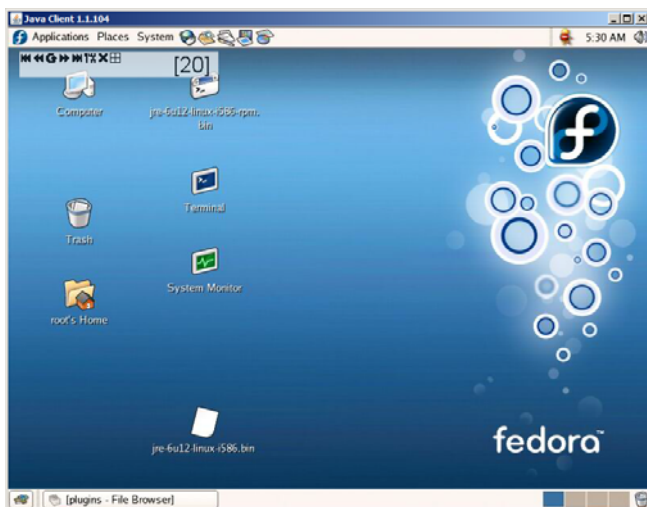 Java Client 1.1.104
Applications Places System 5:30 AM
[20]
Computer
jre-6u12-linux-i586-rpm.
bin
Terminal
Trash
System Monitor
root's Home
jre-6u12-linux-i586.bin
fedora™
[plugins - File Browser]